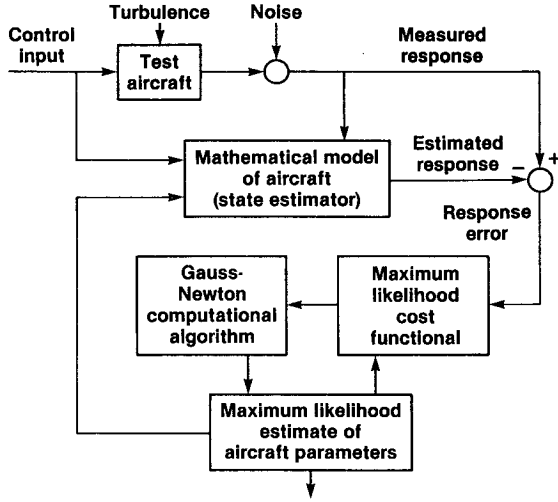 Turbulence
Noise
Control
input
Measured
response
Test
aircraft
Mathematical model
of aircraft
(state estimator)
Estimated
response
–
+
Response
error
Gauss-
Newton
computational
algorithm
Maximum
likelihood
cost
functional
Maximum likelihood
estimate of
aircraft parameters